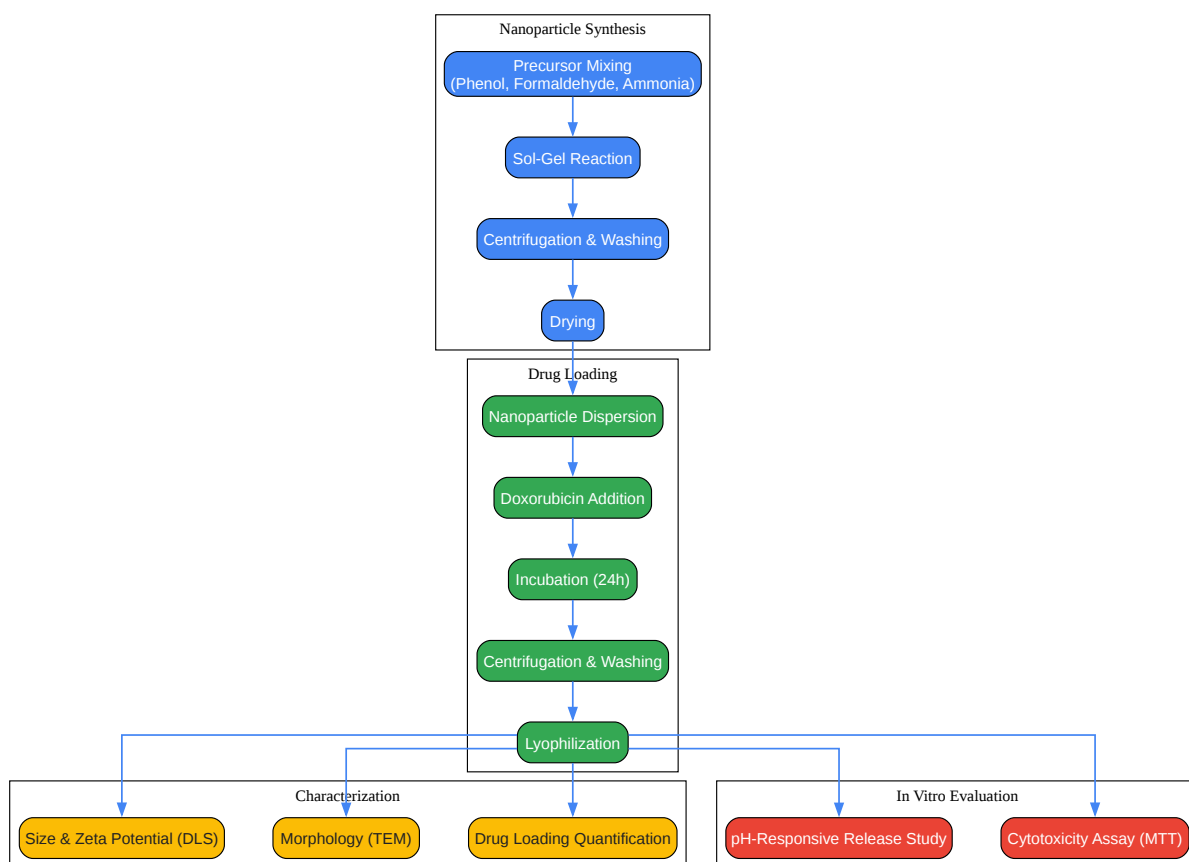 Nanoparticle Synthesis
Precursor Mixing
(Phenol, Formaldehyde, Ammonia)
Sol-Gel Reaction
Centrifugation & Washing
Drying
Drug Loading
Nanoparticle Dispersion
Doxorubicin Addition
Incubation (24h)
Centrifugation & Washing
Lyophilization
Characterization
Size & Zeta Potential (DLS)
Morphology (TEM)
Drug Loading Quantification
In Vitro Evaluation
pH-Responsive Release Study
Cytotoxicity Assay (MTT)